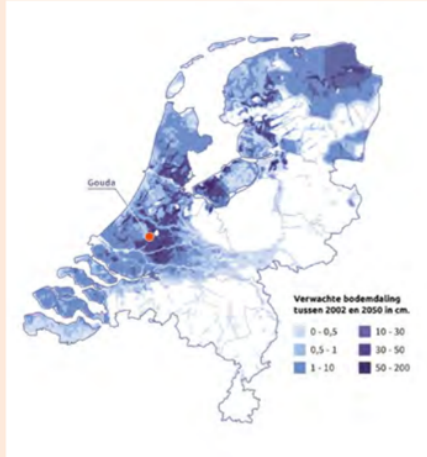 Gouda
Verwachte bodemdaling
tussen 2002 en 2050 in cm.
0 - 0,5
10 - 30
0,5 - 1
30 - 50
1 - 10
50 - 200